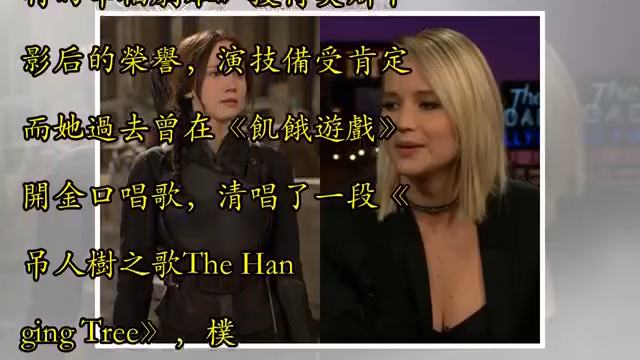 影后的榮譽，演技備受肯定
而她過去曾在《飢餓遊戲》
開金口唱歌，清唱了一段《
吊人樹之歌The Han
ging Tree》，樸
The